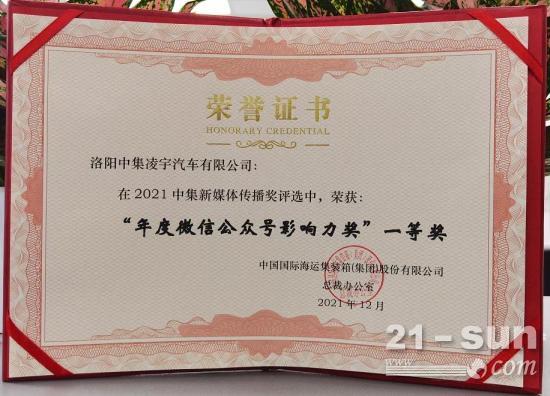 荣誉证书
HONORARY CREDENTIAL
洛阳中集凌宇汽车有限公司:
在2021中集新媒体传播奖评选中，荣获:
“年度微信公众号影响力奖”一等奖
中国国际海运集装箱(集团)股份有限公司
总裁办公室
2021年12月
21-sun
.com